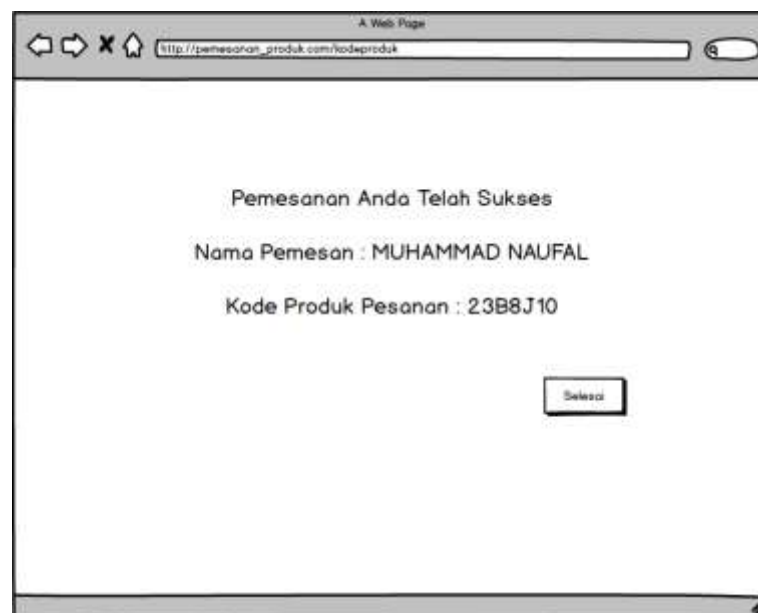 A Web Page
http://pemesanan_produk.com/kodeproduk
Pemesanan Anda Telah Sukses
Nama Pemesan : MUHAMMAD NAUFAL
Kode Produk Pesanan : 23B8J10
Selesai